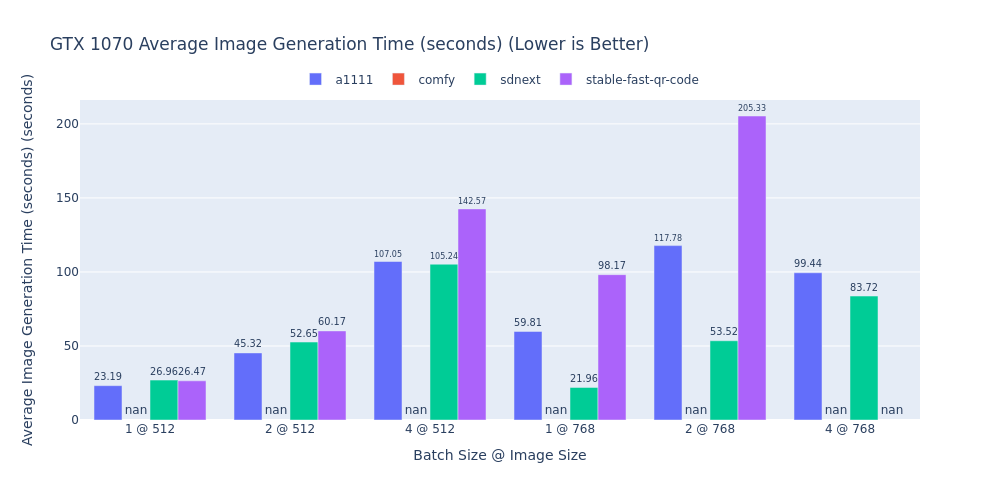 GTX 1070 Average Image Generation Time (seconds) (Lower is Better)
a1111 comfy sdnext stable-fast-qr-code
Average Image Generation Time (seconds) (seconds)
200
150
100
50
0
23.19 nan 26.96 26.47
45.32 nan 52.65 60.17
107.05 nan 105.24 142.57
59.81 nan 21.96 98.17
117.78 nan 53.52 205.33
99.44 nan 83.72 nan
1 @ 512 2 @ 512 4 @ 512 1 @ 768 2 @ 768 4 @ 768
Batch Size @ Image Size